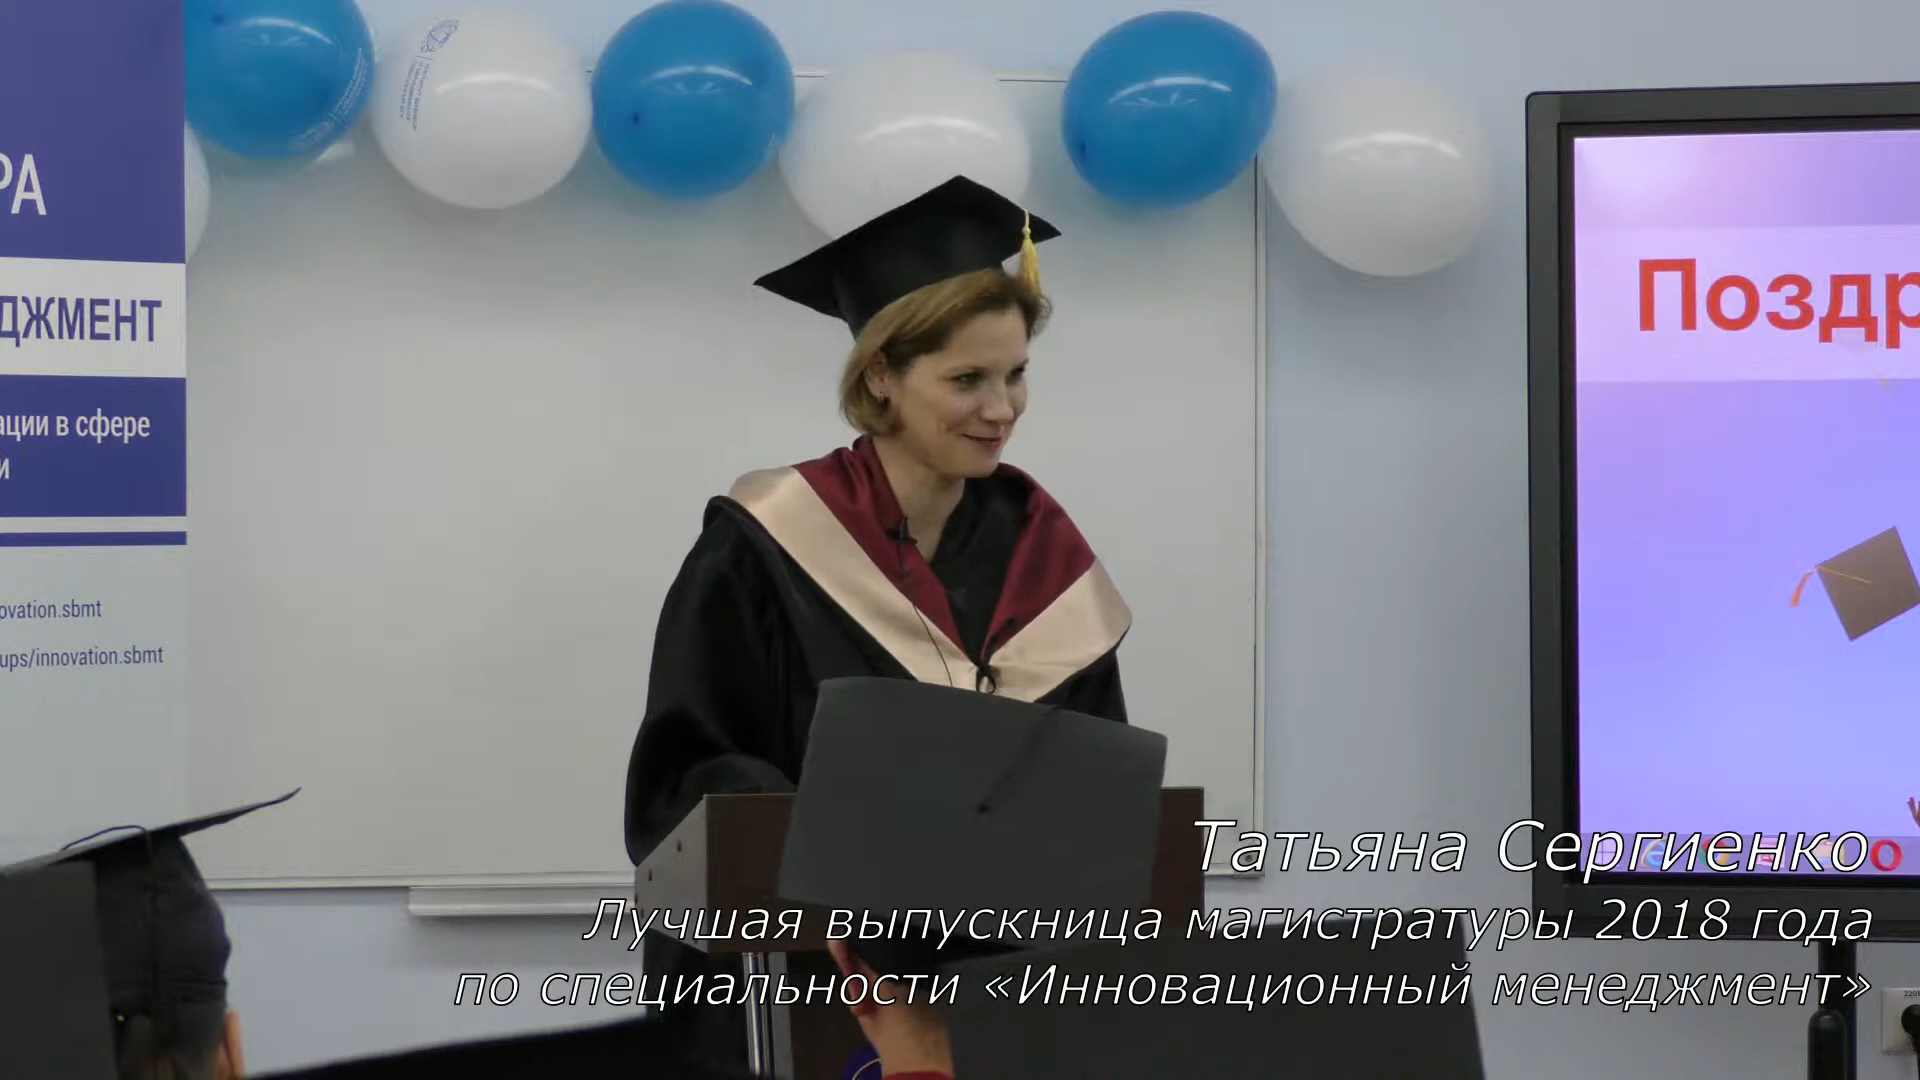 РА
ДЖМЕНТ
ации в сфере
и
ovation.sbmt
ups/innovation.sbmt
Поздр
Татьяна Сергиенко
Лучшая выпускница магистратуры 2018 года
по специальности «Инновационный менеджмент»